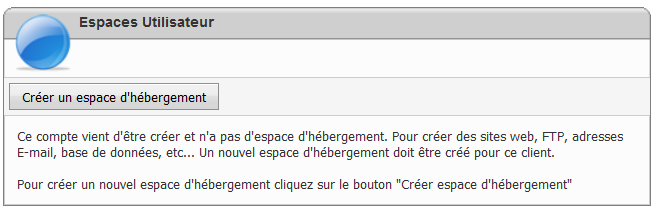 Espaces Utilisateur
Créer un espace d'hébergement
Ce compte vient d'être créer et n'a pas d'espace d'hébergement. Pour créer des sites web, FTP, adresses
E-mail, base de données, etc... Un nouvel espace d'hébergement doit être créé pour ce client.
Pour créer un nouvel espace d'hébergement cliquez sur le bouton "Créer espace d'hébergement"